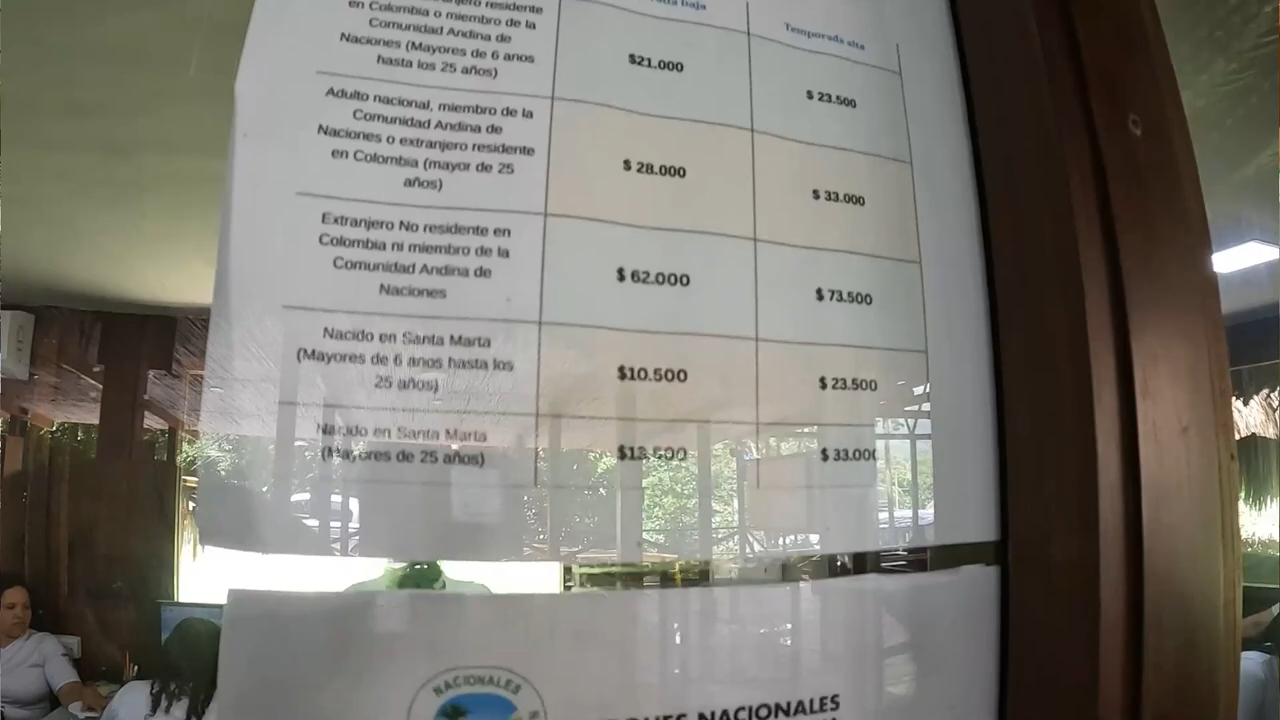 residente
en Colombia o miembro de la
Comunidad Andina de
Naciones (Mayores de 6 anos
hasta los 25 años)
baja
Temporada alta
$21.000
$ 23.500
Adulto nacional, miembro de la
Comunidad Andina de
Naciones o extranjero residente
en Colombia (mayor de 25
años)
$ 28.000
$ 33.000
Extranjero No residente en
Colombia ni miembro de la
Comunidad Andina de
Naciones
$ 62.000
$ 73.500
Nacido en Santa Marta
(Mayores de 6 anos hasta los
25 años)
$10.500
$ 23.500
Nacido en Santa Marta
(Mayores de 25 años)
$ 33.000
NACIONALES
NACIONALES